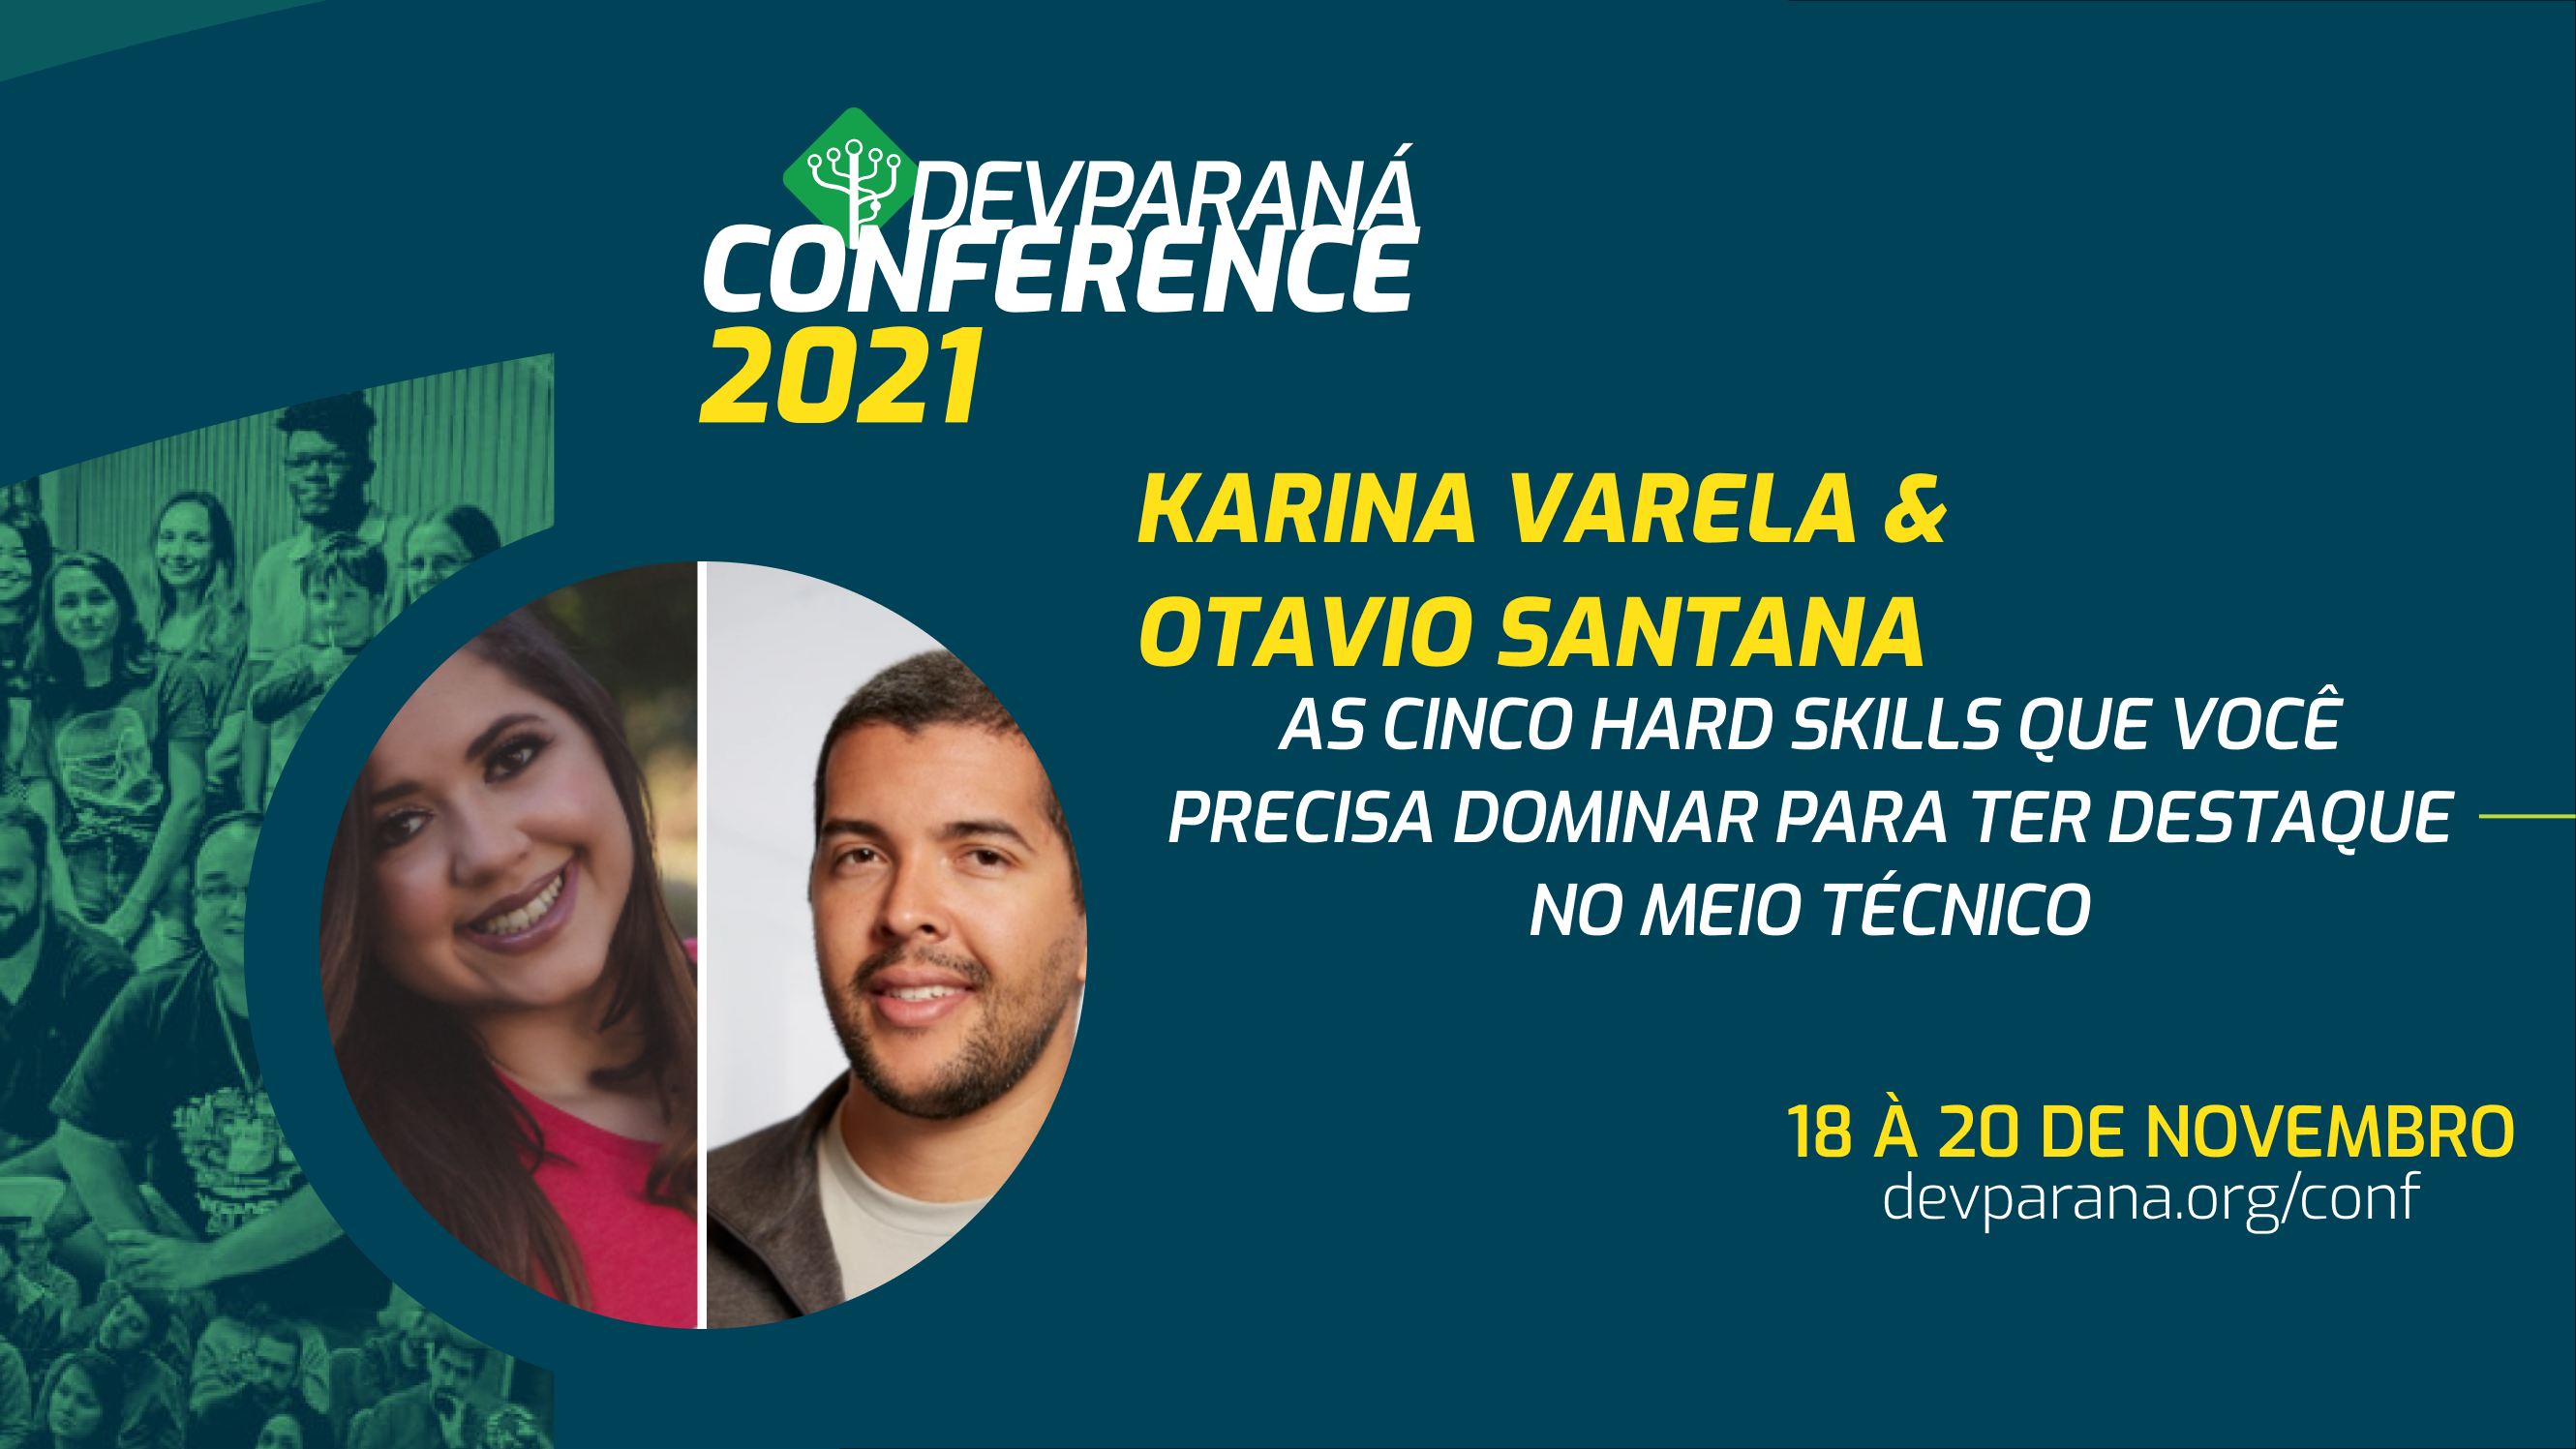 DEVPARANÁ
CONFERENCE
2021
KARINA VARELA &
OTAVIO SANTANA
AS CINCO HARD SKILLS QUE VOCÊ
PRECISA DOMINAR PARA TER DESTAQUE
NO MEIO TÉCNICO
18 À 20 DE NOVEMBRO
devparana.org/conf